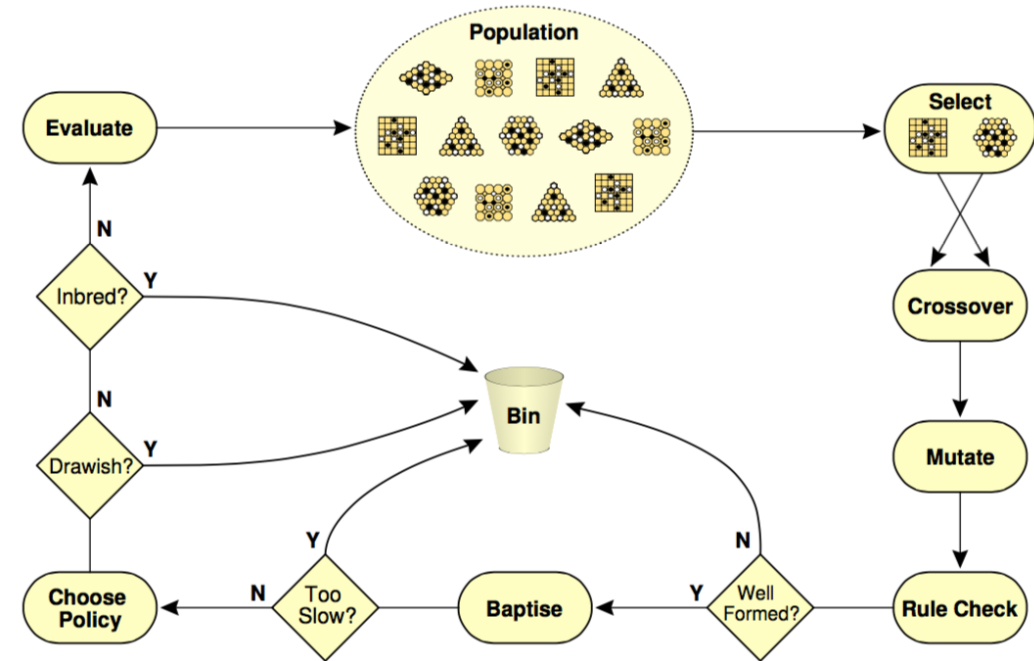 Population
Select
Evaluate
N
Inbred?
Y
Crossover
N
Bin
Drawish?
Y
Mutate
Y
N
Choose
Policy
N
Too
Slow?
Baptise
Y
Well
Formed?
Rule Check